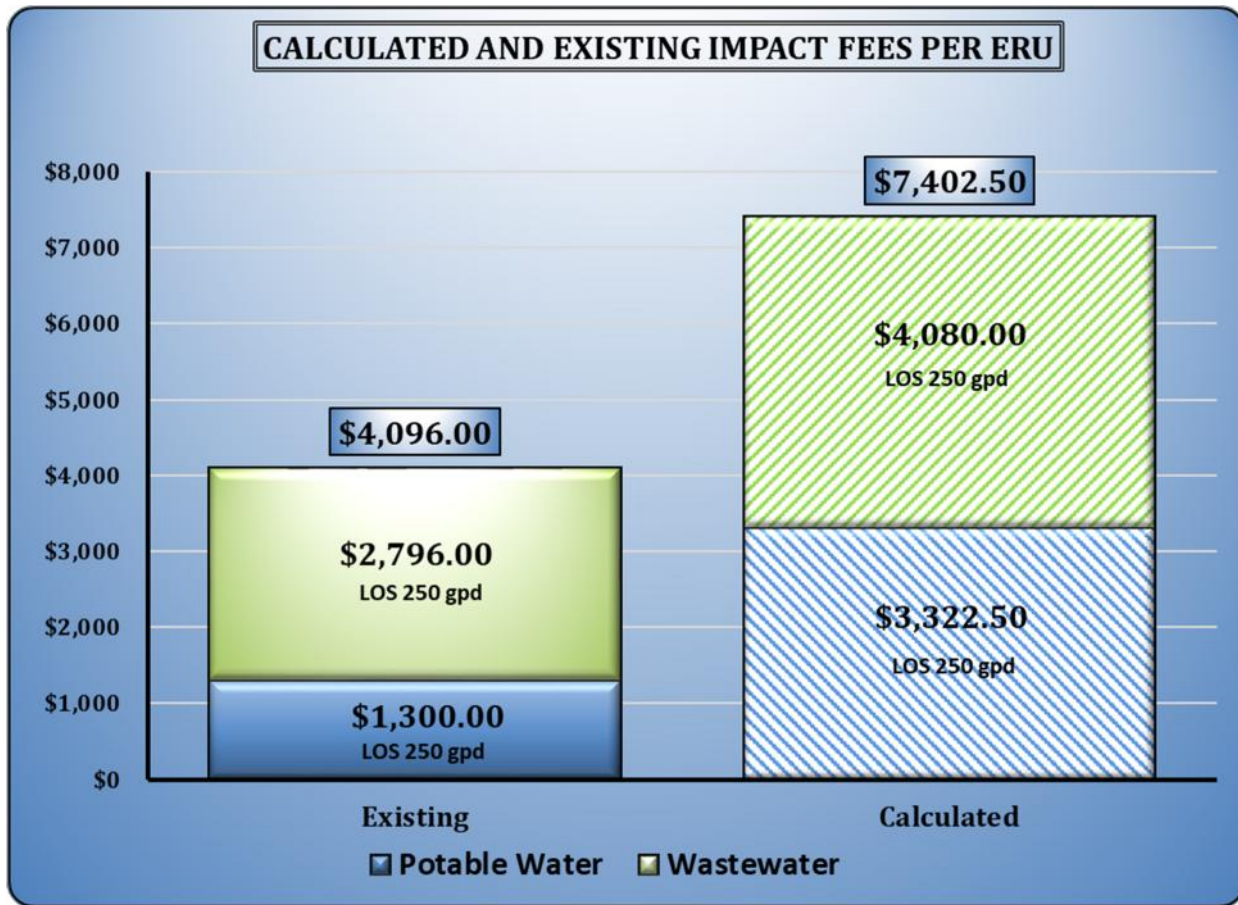 CALCULATED AND EXISTING IMPACT FEES PER ERU
$8,000
$7,000
$6,000
$5,000
$4,000
$3,000
$2,000
$1,000
$0
$4,096.00
$2,796.00
LOS 250 gpd
$1,300.00
LOS 250 gpd
$7,402.50
$4,080.00
LOS 250 gpd
$3,322.50
LOS 250 gpd
Existing
Calculated
Potable Water
Wastewater